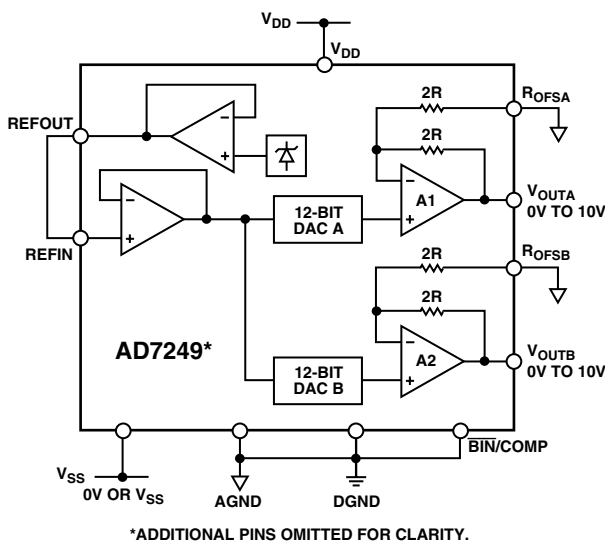 VDD
VDD
REFOUT
2R
ROFSA
2R
–
+
–
+
–
+
A1
12-BIT
DAC A
VOUTA
0V TO 10V
REFIN
2R
ROFSB
2R
–
+
A2
AD7249*
12-BIT
DAC B
VOUTB
0V TO 10V
VSS
0V OR VSS
AGND
DGND
BIN/COMP
*ADDITIONAL PINS OMITTED FOR CLARITY.